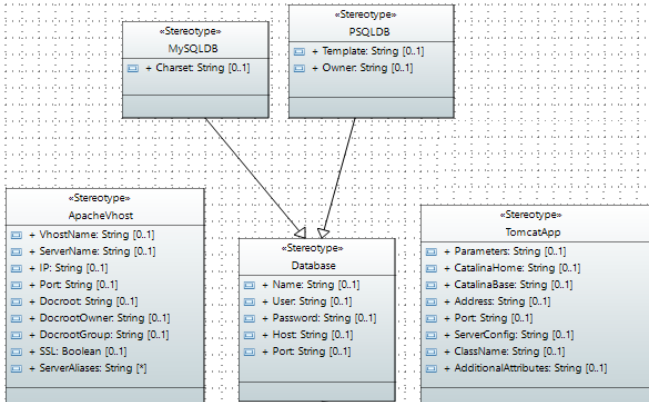 «Stereotype»
MySQLDB
+ Charset: String [0..1]
«Stereotype»
PSQLDB
+ Template: String [0..1]
+ Owner: String [0..1]
«Stereotype»
ApacheVhost
+ VhostName: String [0..1]
+ ServerName: String [0..1]
+ IP: String [0..1]
+ Port: String [0..1]
+ Docroot: String [0..1]
+ DocrootOwner: String [0..1]
+ DocrootGroup: String [0..1]
+ SSL: Boolean [0..1]
+ ServerAliases: String [*]
«Stereotype»
Database
+ Name: String [0..1]
+ User: String [0..1]
+ Password: String [0..1]
+ Host: String [0..1]
+ Port: String [0..1]
«Stereotype»
TomcatApp
+ Parameters: String [0..1]
+ CatalinaHome: String [0..1]
+ CatalinaBase: String [0..1]
+ Address: String [0..1]
+ Port: String [0..1]
+ ServerConfig: String [0..1]
+ ClassName: String [0..1]
+ AdditionalAttributes: String [0..1]